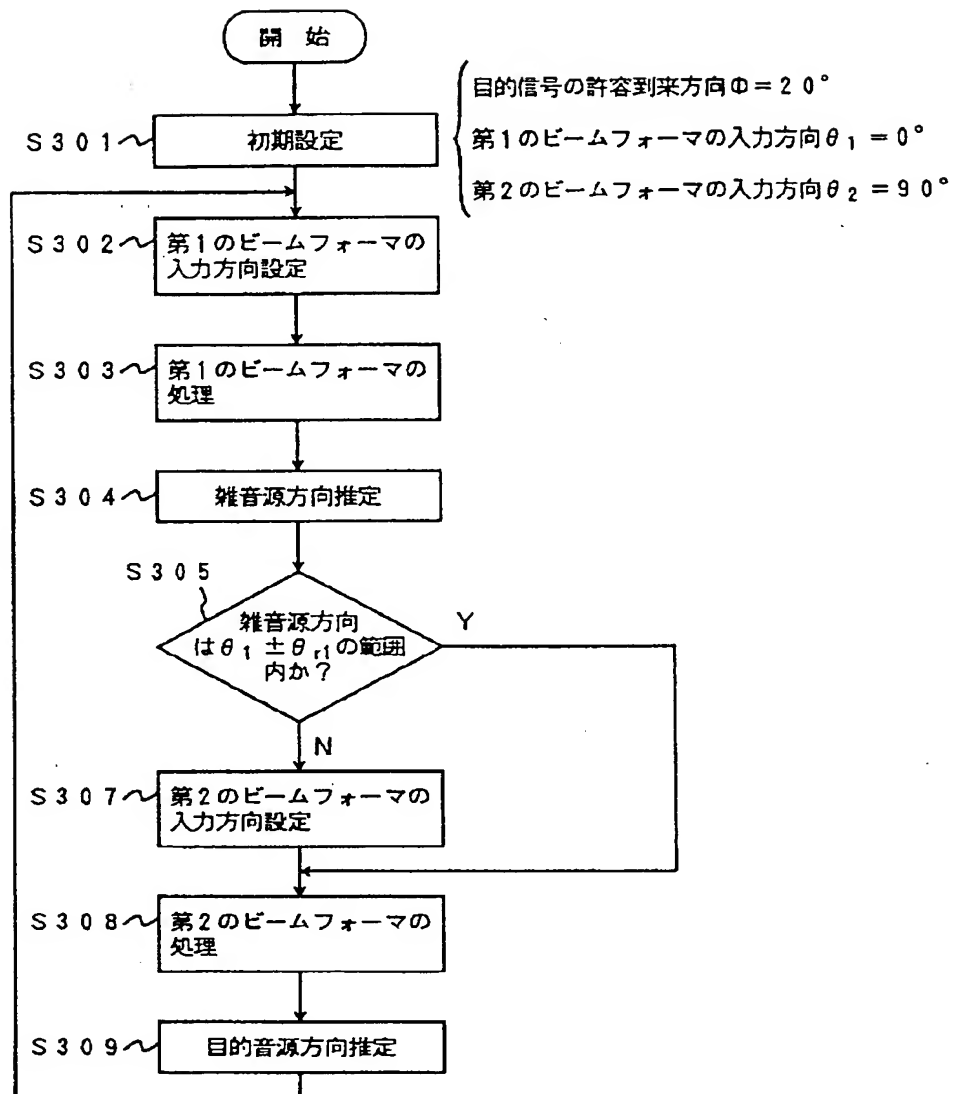 開 始
目的信号の許容到来方向Φ=20°
S301 初期設定
第1のビームフォーマの入力方向θ1=0°
第2のビームフォーマの入力方向θ2=90°
S302 第1のビームフォーマの
入力方向設定
S303 第1のビームフォーマの
処理
S304 雑音源方向推定
S305
雑音源方向
はθ1±θr1の範囲
内か?
Y
N
S307 第2のビームフォーマの
入力方向設定
S308 第2のビームフォーマの
処理
S309 目的音源方向推定